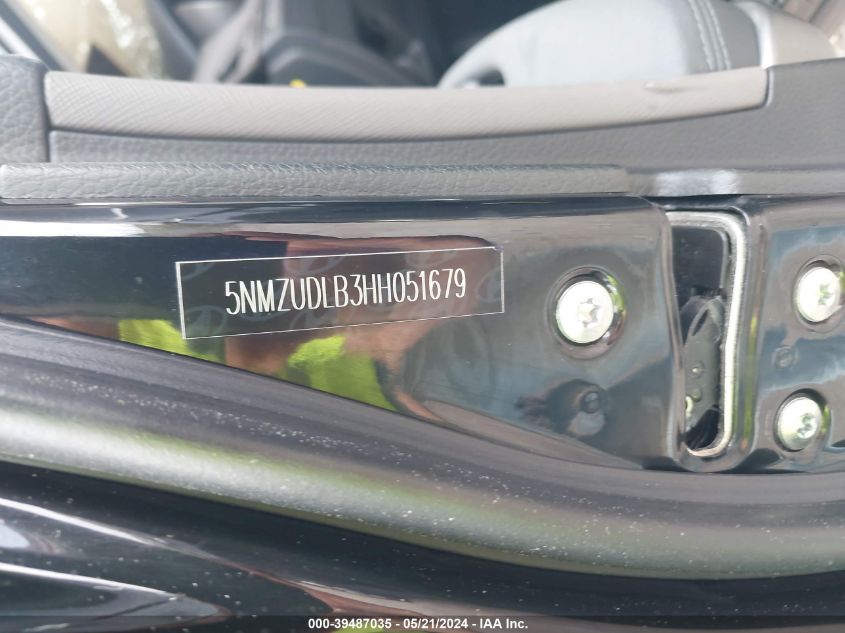 5NMZUDLB3HH051679
000-39487035 - 05/21/2024 - IAA Inc.